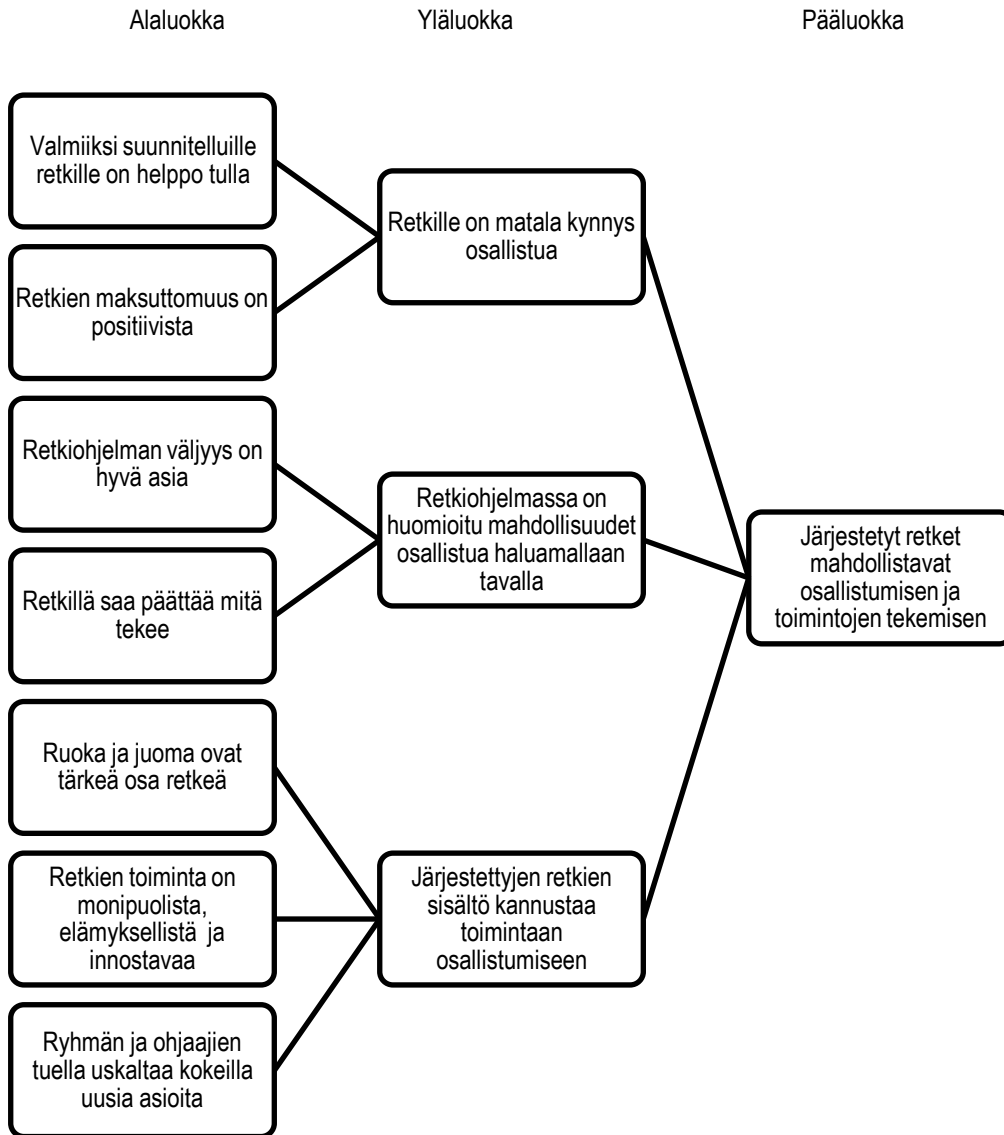 Alaluokka
Yläluokka
Pääluokka
Valmiiksi suunnitelluille
retkille on helppo tulla
Retkien maksuttomuus on
positiivista
Retkille on matala kynnys
osallistua
Retkiohjelman väljyys on
hyvä asia
Retkillä saa päättää mitä
tekee
Retkiohjelmassa on
huomioitu mahdollisuudet
osallistua haluamallaan
tavalla
Ruoka ja juoma ovat
tärkeä osa retkeä
Retkien toiminta on
monipuolista,
elämyksellistä ja
innostavaa
Ryhmän ja ohjaajien
tuella uskaltaa kokeilla
uusia asioita
Järjestettyjen retkien
sisältö kannustaa
toimintaan
osallistumiseen
Järjestetyt retket
mahdollistavat
osallistumisen ja
toimintojen tekemisen